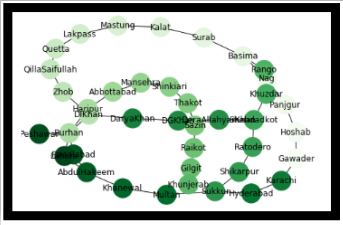 Mastung
Kalat
Lakpass
Surab
Quetta
Basima
QillaSaifullah
Rango
Nag
Mansehra
Shinkiari
Zhob
Abbottabad
Khuzdar
Thakot
Panjgur
Haripur
Dikhan
DaryaKhan
Burhan
Hoshab
Raikot
Ratodero
Gawader
Gilgit
AbdulHakeem
Shikarpur
Khunjerab
Karachi
Khanewal
Multan
Sukkur
Hyderabad